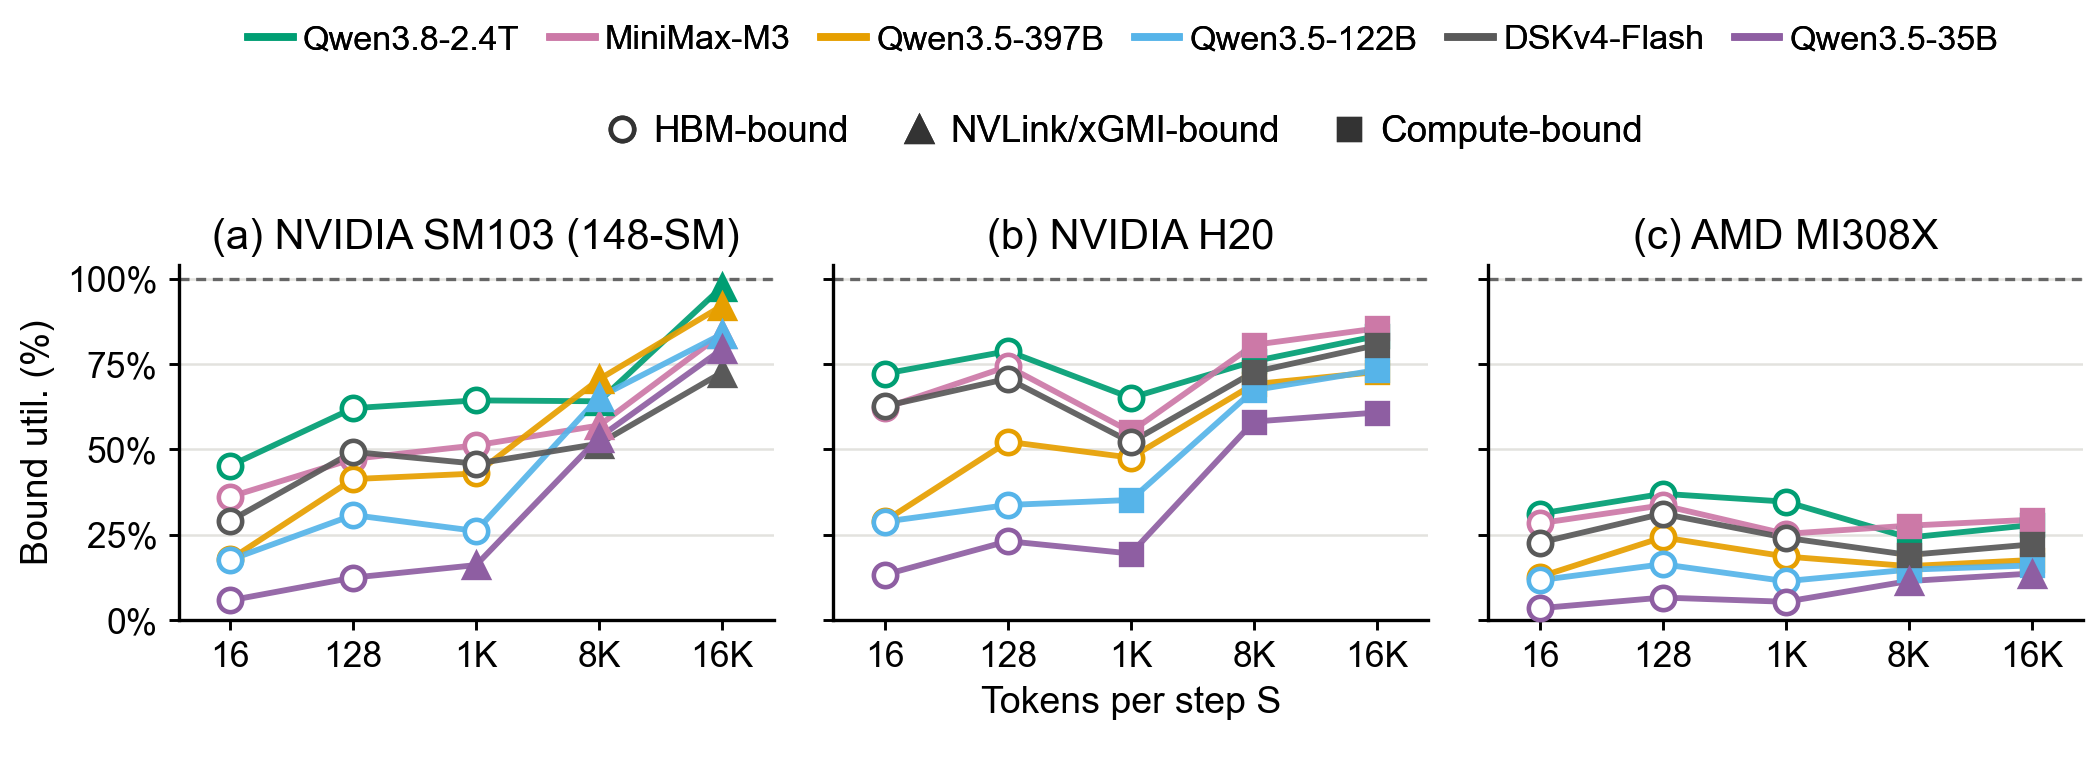 Qwen3.8-2.4T MiniMax-M3 Qwen3.5-397B Qwen3.5-122B DSKv4-Flash Qwen3.5-35B
HBM-bound NVLink/xGMI-bound Compute-bound
(a) NVIDIA SM103 (148-SM) (b) NVIDIA H20 (c) AMD MI308X
Bound util. (%)
100%
75%
50%
25%
0%
16 128 1K 8K 16K 16 128 1K 8K 16K 16 128 1K 8K 16K
Tokens per step S